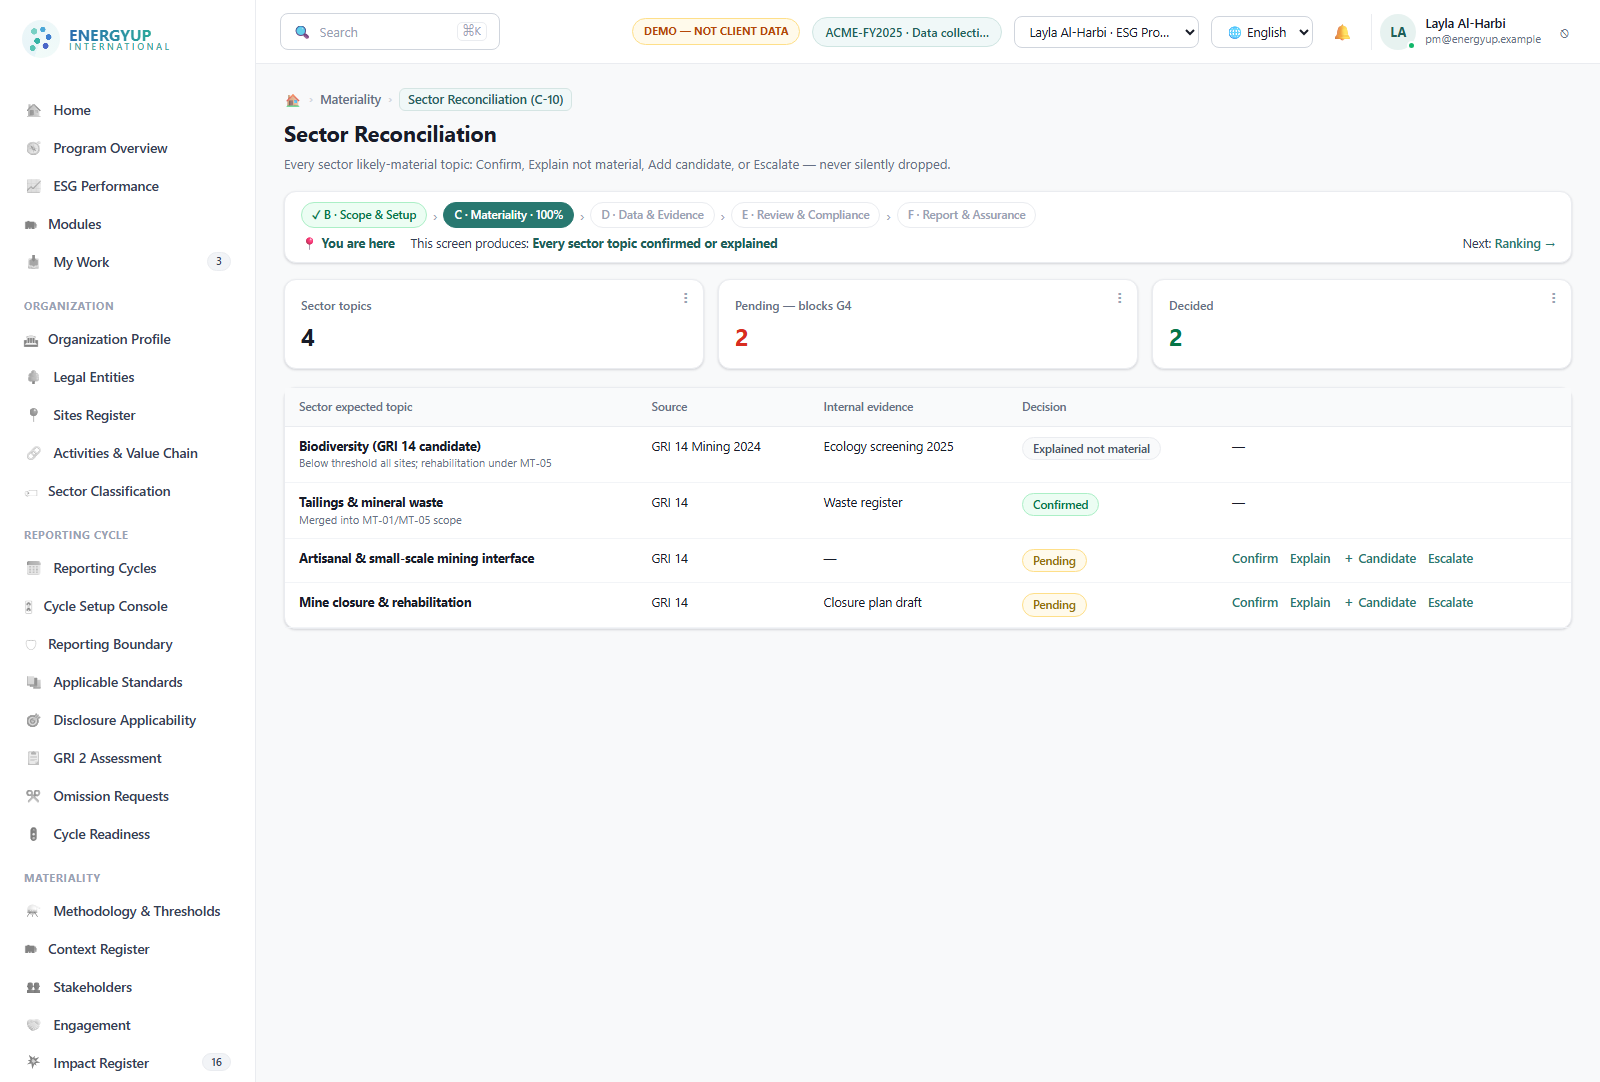 ENERGYUP
INTERNATIONAL
Search
⌘K
DEMO — NOT CLIENT DATA
ACME-FY2025 · Data collecti...
Layla Al-Harbi · ESG Pro...
English
LA
Layla Al-Harbi
pm@energyup.example
Home
Program Overview
ESG Performance
Modules
My Work
3
ORGANIZATION
Organization Profile
Legal Entities
Sites Register
Activities & Value Chain
Sector Classification
REPORTING CYCLE
Reporting Cycles
Cycle Setup Console
Reporting Boundary
Applicable Standards
Disclosure Applicability
GRI 2 Assessment
Omission Requests
Cycle Readiness
MATERIALITY
Methodology & Thresholds
Context Register
Stakeholders
Engagement
Impact Register
16
› Materiality › Sector Reconciliation (C-10)
Sector Reconciliation
Every sector likely-material topic: Confirm, Explain not material, Add candidate, or Escalate — never silently dropped.
✓ B · Scope & Setup › C · Materiality · 100% › D · Data & Evidence › E · Review & Compliance › F · Report & Assurance
You are here This screen produces: Every sector topic confirmed or explained
Next: Ranking →
Sector topics
4
Pending — blocks G4
2
Decided
2
Sector expected topic Source Internal evidence Decision
Biodiversity (GRI 14 candidate) GRI 14 Mining 2024 Ecology screening 2025 Explained not material —
Below threshold all sites; rehabilitation under MT-05
Tailings & mineral waste GRI 14 Waste register Confirmed —
Merged into MT-01/MT-05 scope
Artisanal & small-scale mining interface GRI 14 — Pending Confirm Explain + Candidate Escalate
Mine closure & rehabilitation GRI 14 Closure plan draft Pending Confirm Explain + Candidate Escalate